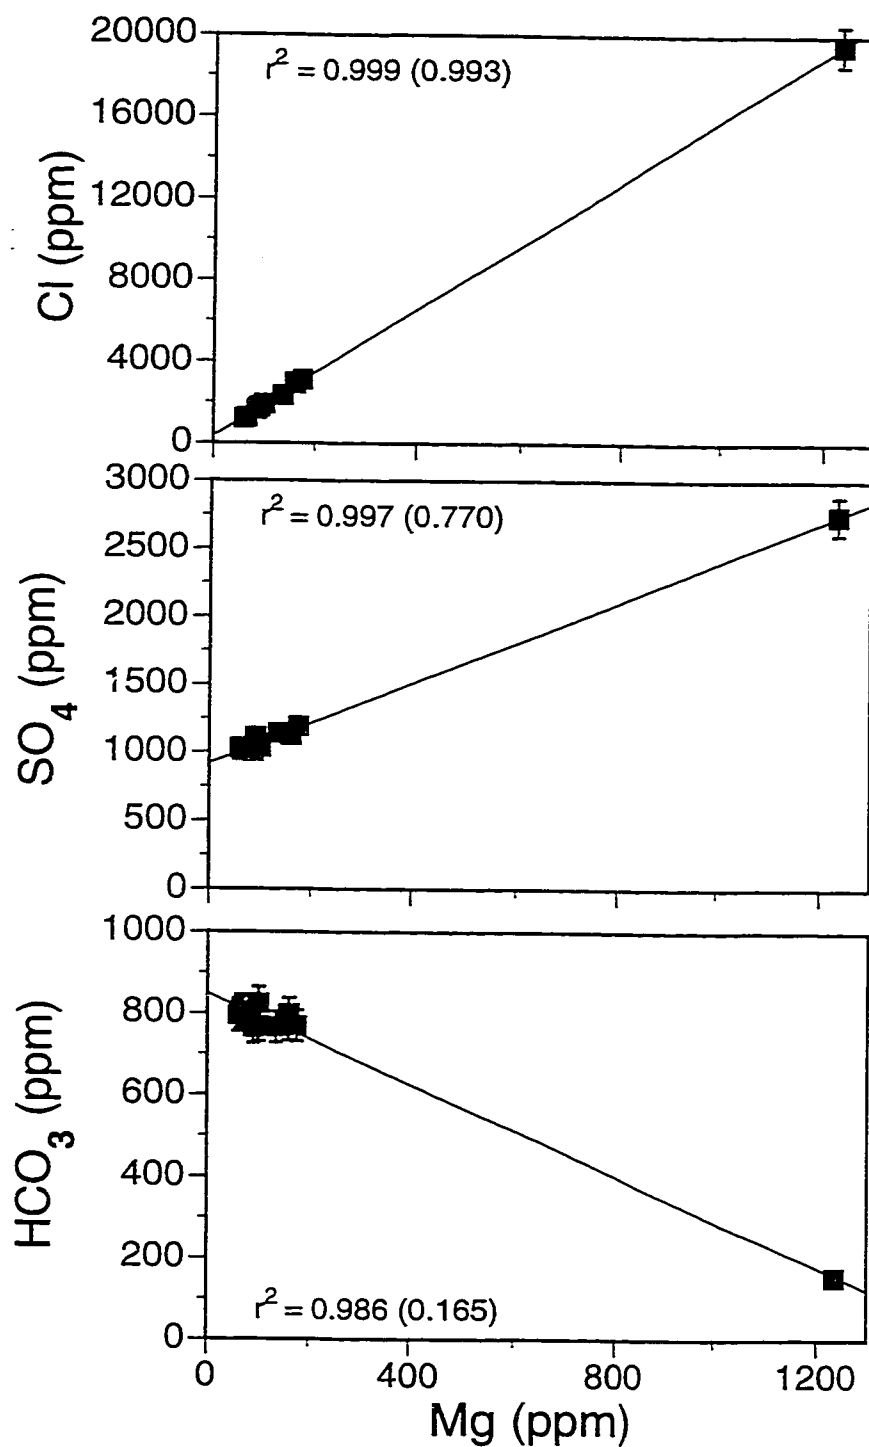 20000
r² = 0.999 (0.993)
16000
12000
8000
4000
0
Cl (ppm)
3000
r² = 0.997 (0.770)
2500
2000
1500
1000
500
0
SO₄ (ppm)
1000
800
600
400
200
r² = 0.986 (0.165)
0
HCO₃ (ppm)
0 400 800 1200
Mg (ppm)